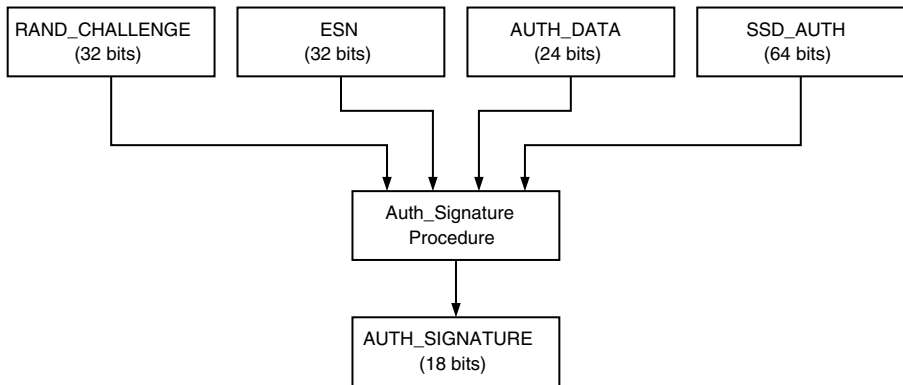 RAND_CHALLENGE
(32 bits)
ESN
(32 bits)
AUTH_DATA
(24 bits)
SSD_AUTH
(64 bits)
Auth_Signature
Procedure
AUTH_SIGNATURE
(18 bits)